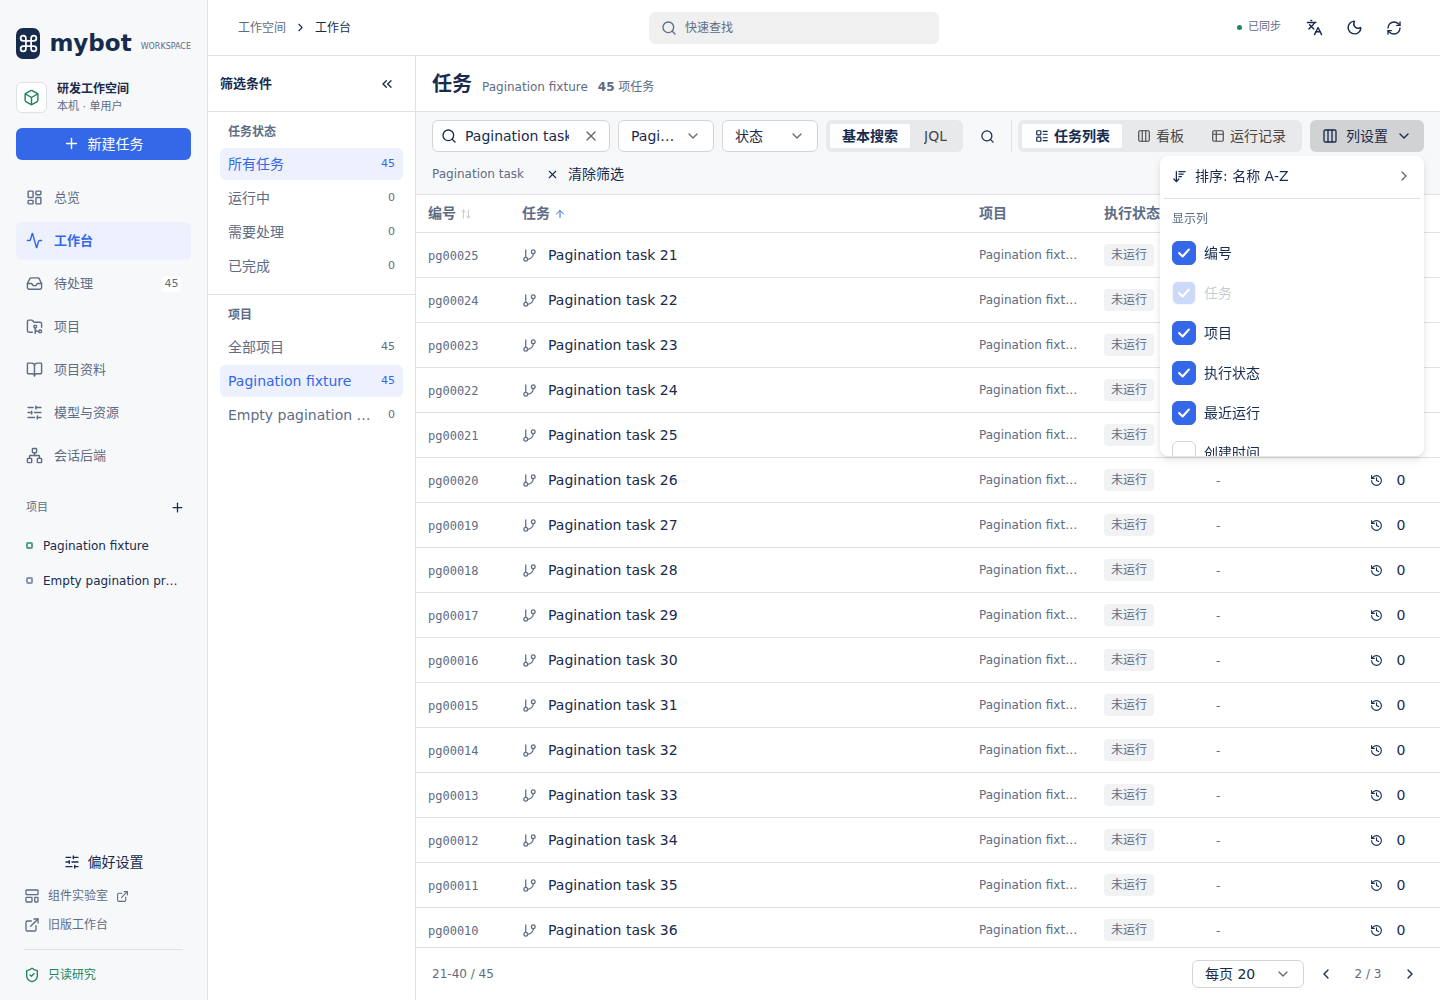 mybot WORKSPACE
研发工作空间
本机 · 单用户
新建任务
总览
工作台
待处理 45
项目
项目资料
模型与资源
会话后端
项目
Pagination fixture
Empty pagination pr…
偏好设置
组件实验室
旧版工作台
只读研究
工作空间 工作台
快速查找
已同步
筛选条件
任务状态
所有任务 45
运行中 0
需要处理 0
已完成 0
项目
全部项目 45
Pagination fixture 45
Empty pagination … 0
任务 Pagination fixture 45 项任务
Pagination task Pagi… 状态 基本搜索 JQL 任务列表 看板 运行记录 列设置
Pagination task 清除筛选
编号 任务 项目 执行状态
pg00025 Pagination task 21 Pagination fixt… 未运行
pg00024 Pagination task 22 Pagination fixt… 未运行
pg00023 Pagination task 23 Pagination fixt… 未运行
pg00022 Pagination task 24 Pagination fixt… 未运行
pg00021 Pagination task 25 Pagination fixt… 未运行
pg00020 Pagination task 26 Pagination fixt… 未运行 - 0
pg00019 Pagination task 27 Pagination fixt… 未运行 - 0
pg00018 Pagination task 28 Pagination fixt… 未运行 - 0
pg00017 Pagination task 29 Pagination fixt… 未运行 - 0
pg00016 Pagination task 30 Pagination fixt… 未运行 - 0
pg00015 Pagination task 31 Pagination fixt… 未运行 - 0
pg00014 Pagination task 32 Pagination fixt… 未运行 - 0
pg00013 Pagination task 33 Pagination fixt… 未运行 - 0
pg00012 Pagination task 34 Pagination fixt… 未运行 - 0
pg00011 Pagination task 35 Pagination fixt… 未运行 - 0
pg00010 Pagination task 36 Pagination fixt… 未运行 - 0
排序: 名称 A-Z
显示列
编号
任务
项目
执行状态
最近运行
创建时间
21-40 / 45 每页 20 2 / 3